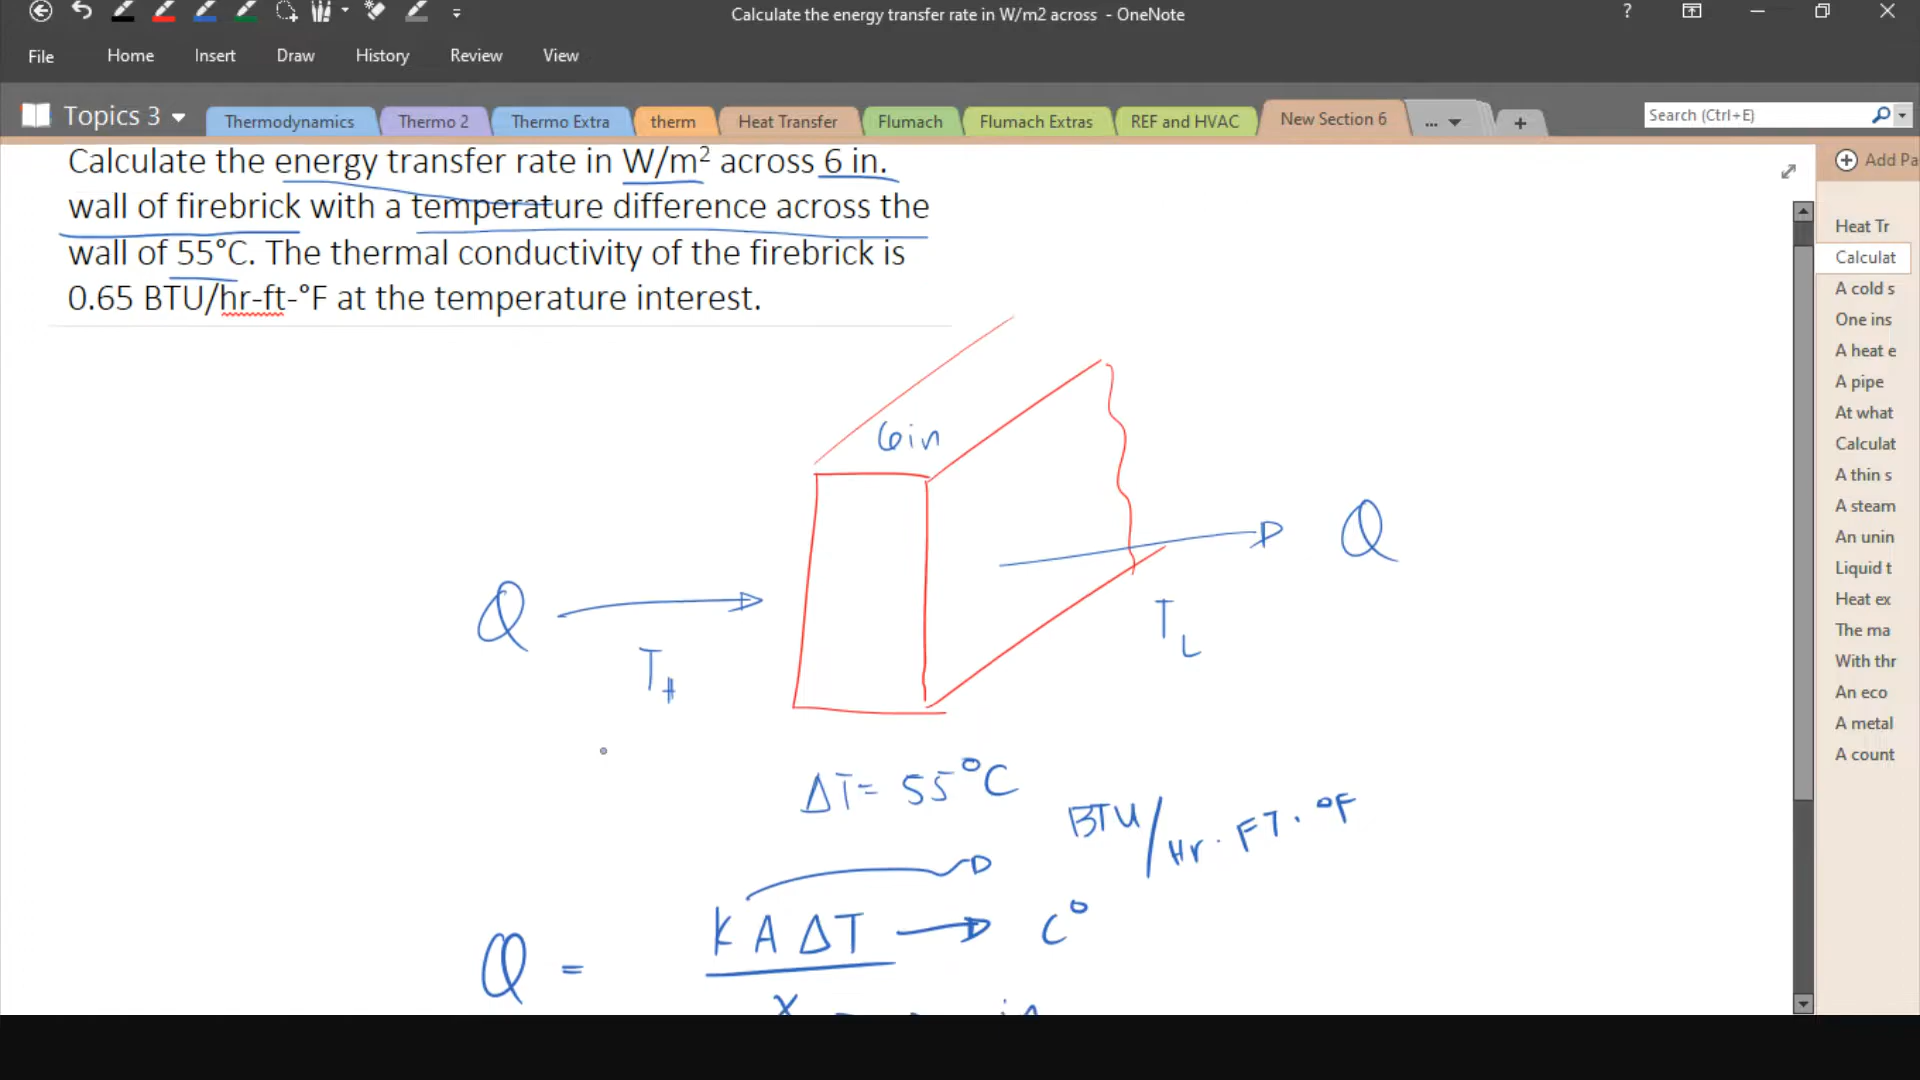 Calculate the energy transfer rate in W/m2 across - OneNote
?
File Home Insert Draw History Review View
Topics 3 Thermodynamics Thermo 2 Thermo Extra therm Heat Transfer Flumach Flumach Extras REF and HVAC New Section 6 ... + Search (Ctrl+E)
Calculate the energy transfer rate in W/m² across 6 in.
wall of firebrick with a temperature difference across the
wall of 55°C. The thermal conductivity of the firebrick is
0.65 BTU/hr-ft-°F at the temperature interest.
Add Pa
Heat Tr
Calculat
A cold s
One ins
A heat e
A pipe
At what
Calculat
A thin s
A steam
An unin
Liquid t
Heat ex
The ma
With thr
An eco
A metal
A count
6in
Q
Q
TH
TL
ΔT= 55°C
BTU/Hr. FT. °F
Q = K A ΔT C°
x in